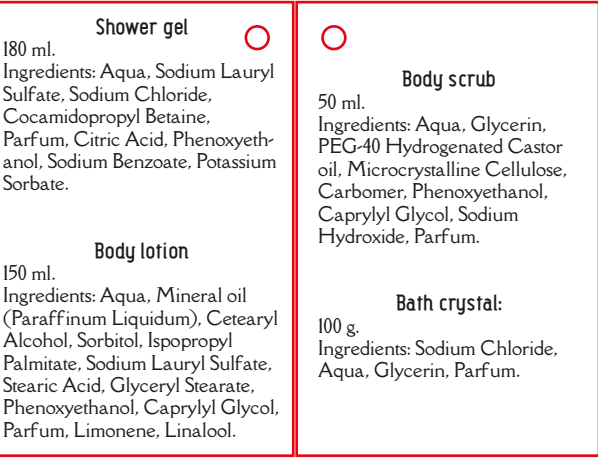 Shower gel
180 ml.
Ingredients: Aqua, Sodium Lauryl
Sulfate, Sodium Chloride,
Cocamidopropyl Betaine,
Parfum, Citric Acid, Phenoxyeth-
anol, Sodium Benzoate, Potassium
Sorbate.
Body lotion
150 ml.
Ingredients: Aqua, Mineral oil
(Paraffinum Liquidum), Cetearyl
Alcohol, Sorbitol, Ispopropyl
Palmitate, Sodium Lauryl Sulfate,
Stearic Acid, Glyceryl Stearate,
Phenoxyethanol, Caprylyl Glycol,
Parfum, Limonene, Linalool.
Body scrub
50 ml.
Ingredients: Aqua, Glycerin,
PEG-40 Hydrogenated Castor
oil, Microcrystalline Cellulose,
Carbomer, Phenoxyethanol,
Caprylyl Glycol, Sodium
Hydroxide, Parfum.
Bath crystal:
100 g.
Ingredients: Sodium Chloride,
Aqua, Glycerin, Parfum.